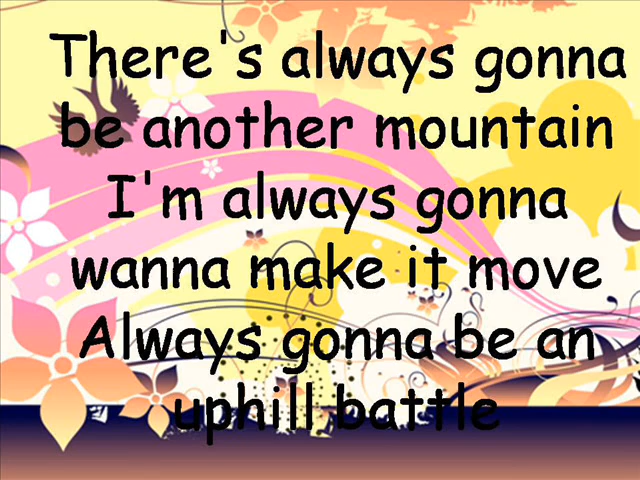 There's always gonna
be another mountain
I'm always gonna
wanna make it move
Always gonna be an
uphill battle